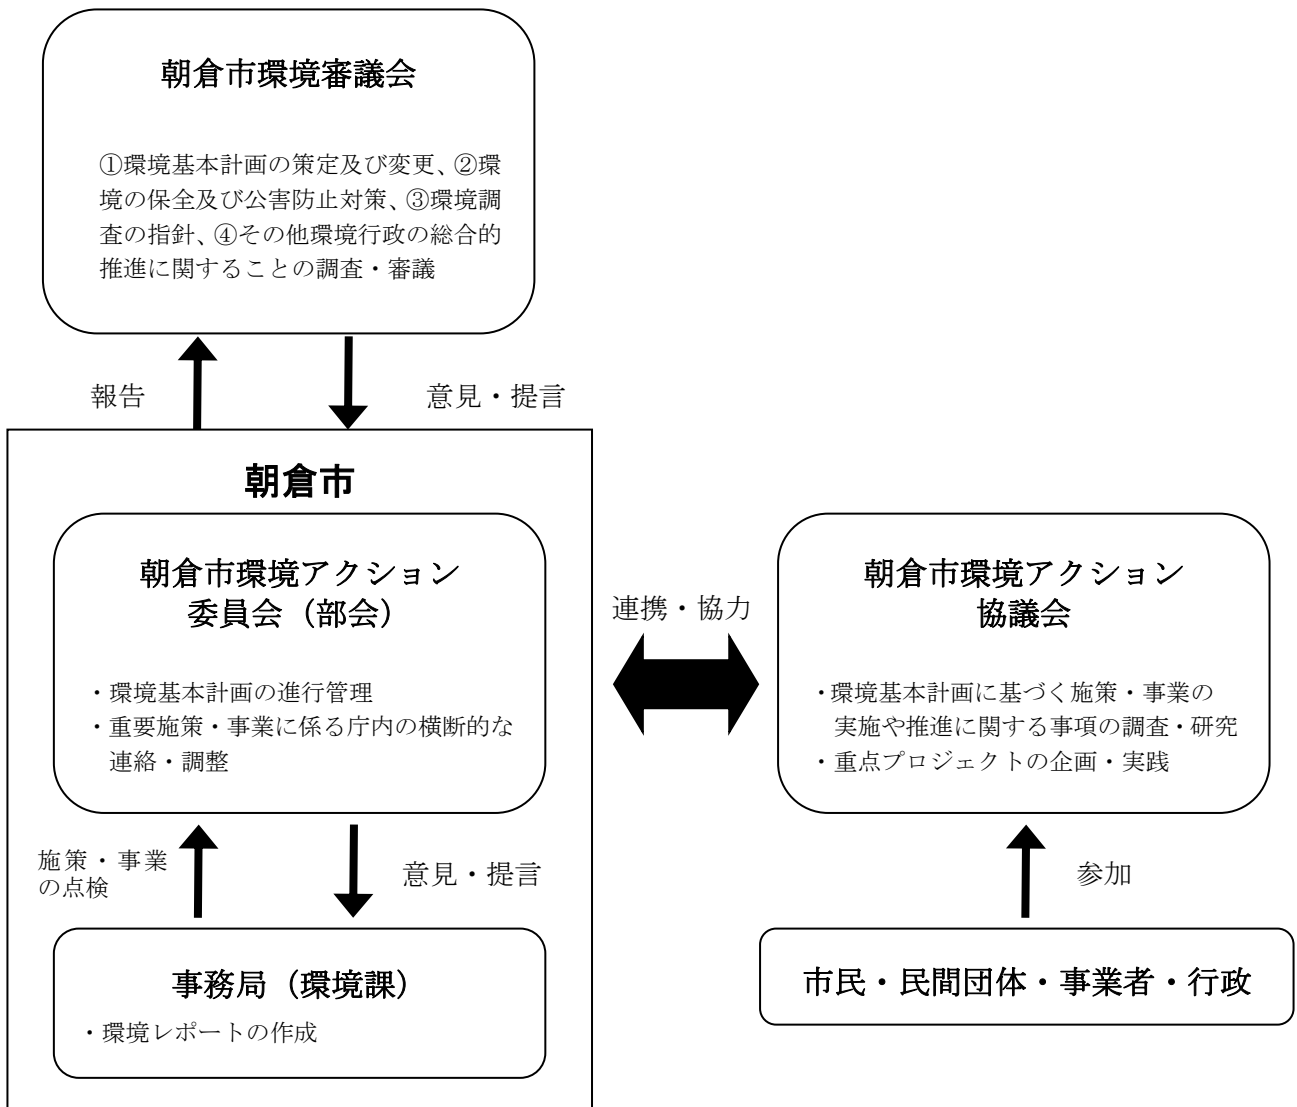 朝倉市環境審議会
①環境基本計画の策定及び変更、②環
境の保全及び公害防止対策、③環境調
査の指針、④その他環境行政の総合的
推進に関することの調査・審議
報告
意見・提言
朝倉市
朝倉市環境アクション
委員会（部会）
・環境基本計画の進行管理
・重要施策・事業に係る庁内の横断的な
連絡・調整
連携・協力
朝倉市環境アクション
協議会
・環境基本計画に基づく施策・事業の
実施や推進に関する事項の調査・研究
・重点プロジェクトの企画・実践
施策・事業
の点検
意見・提言
参加
事務局（環境課）
・環境レポートの作成
市民・民間団体・事業者・行政